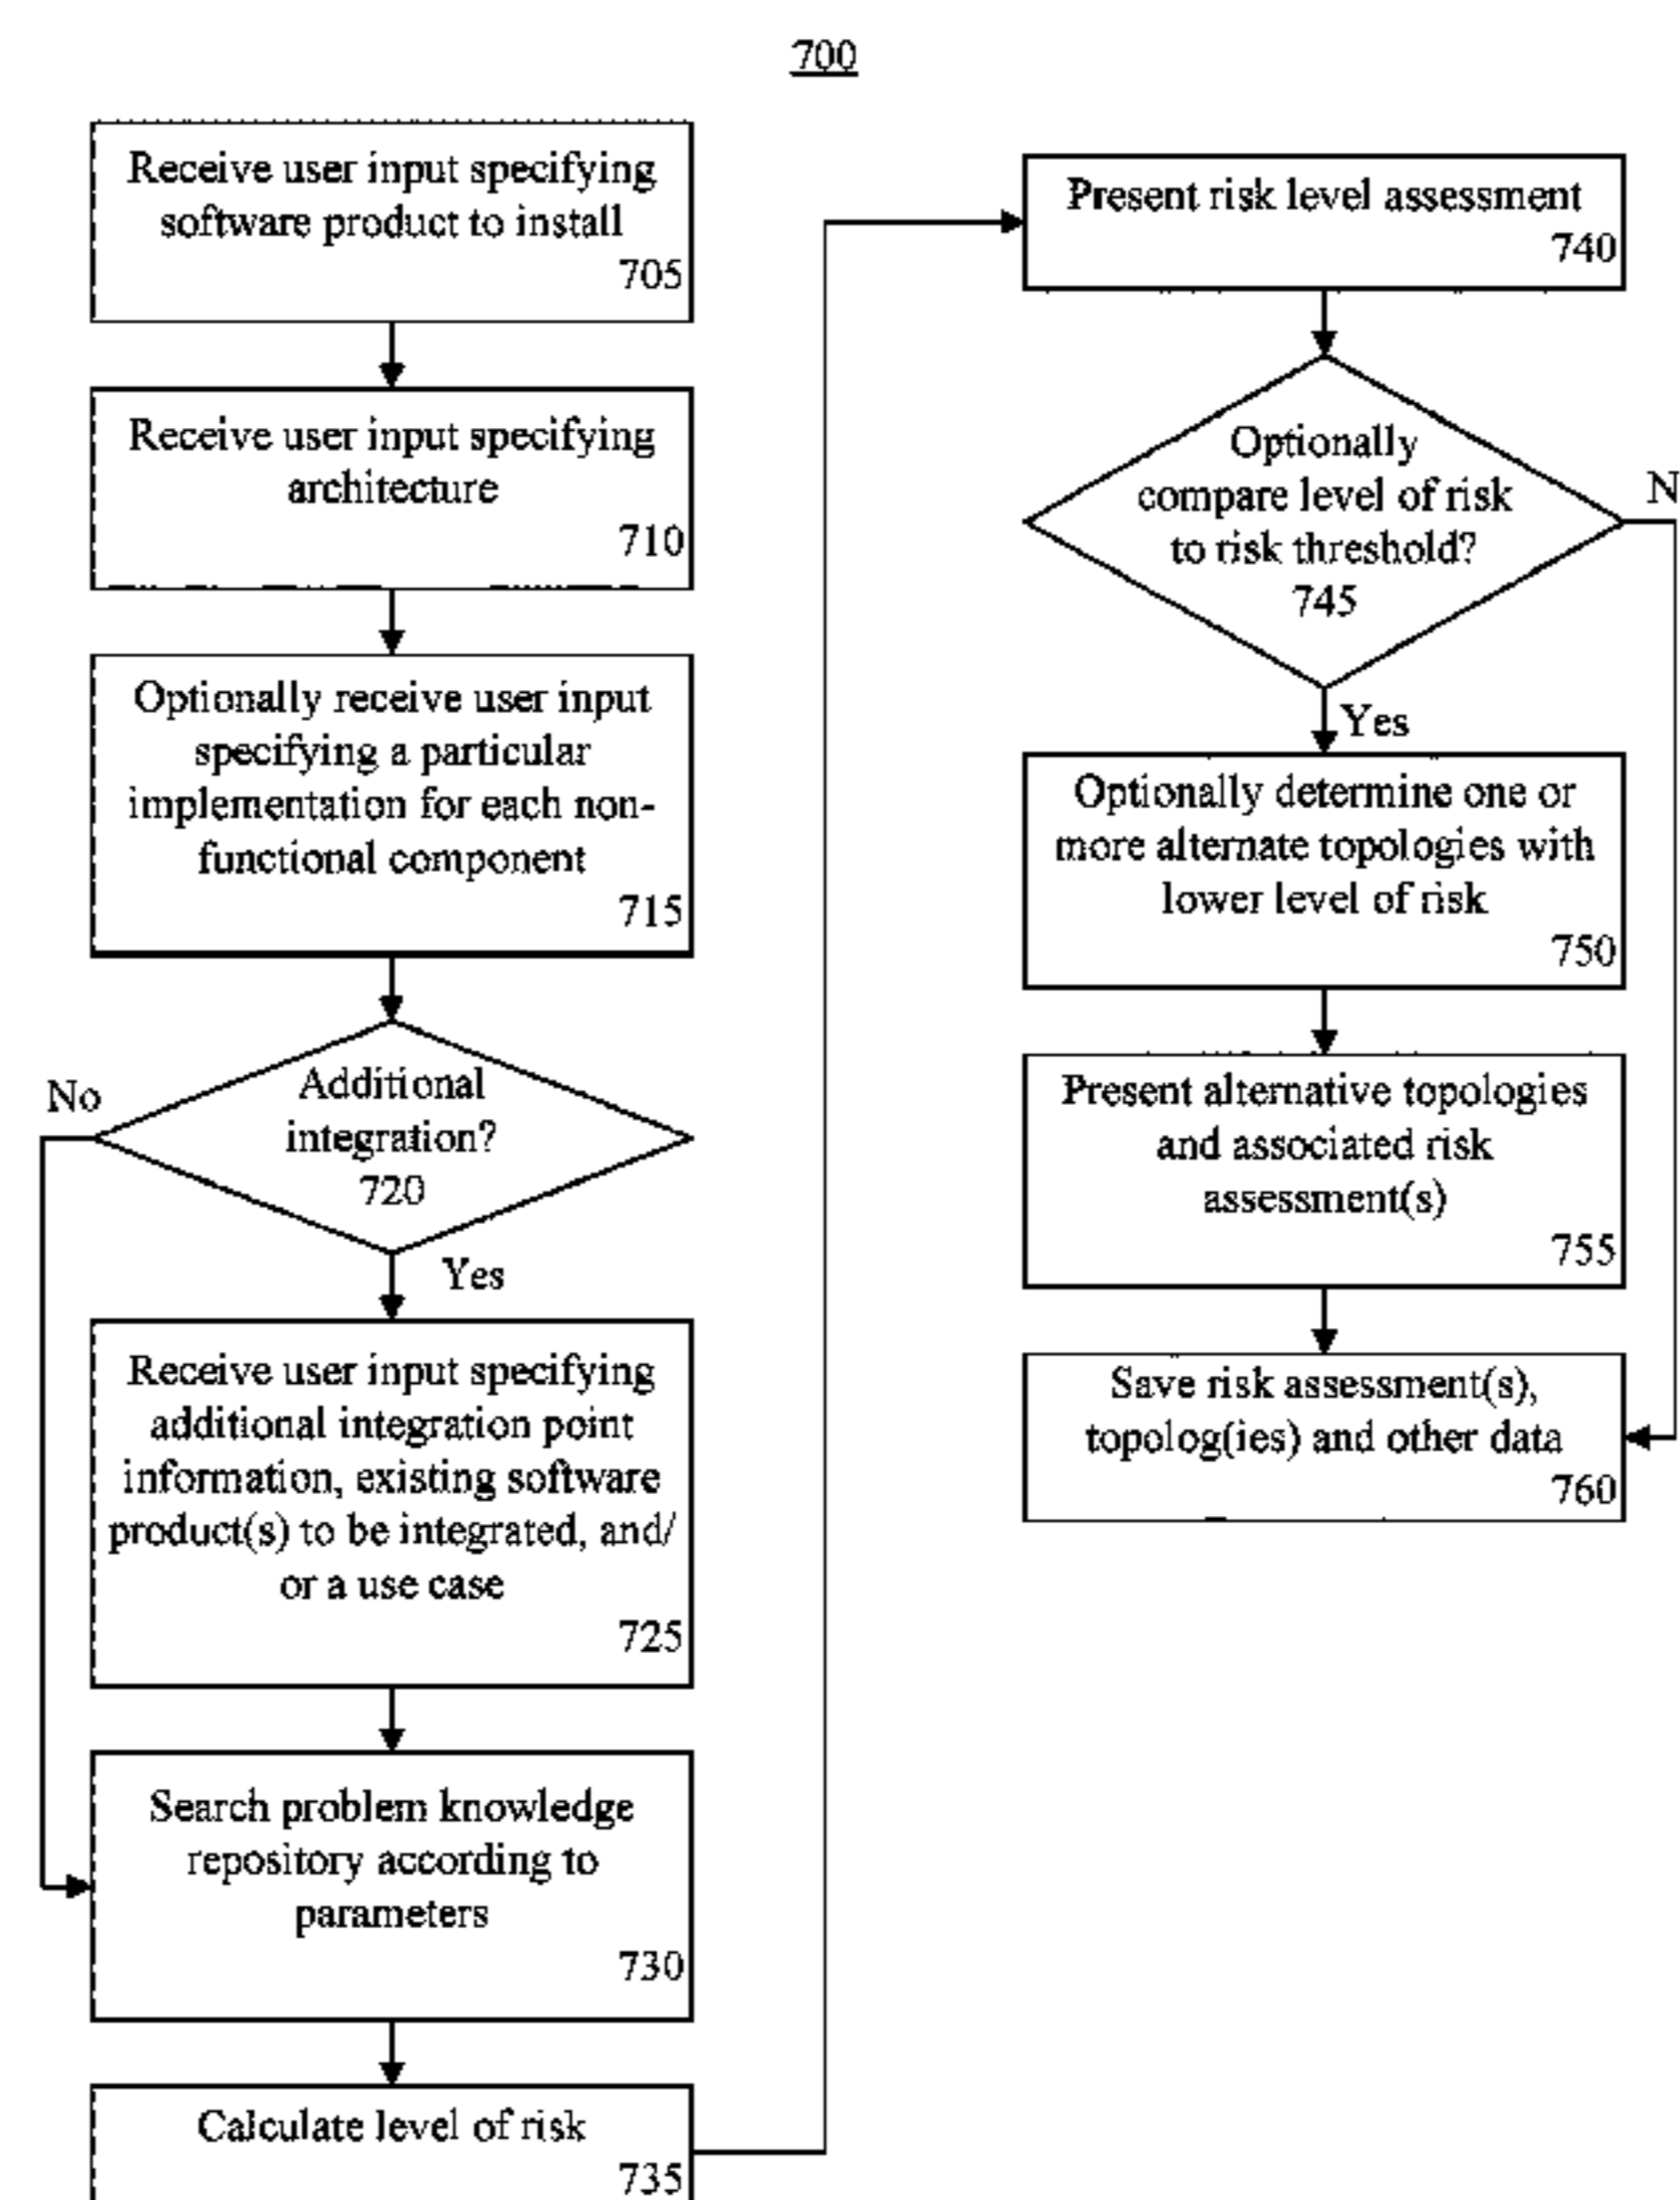 700
Receive user input specifying
software product to install
705
Receive user input specifying
architecture
710
Optionally receive user input
specifying a particular
implementation for each non-
functional component
715
Additional
integration?
720
No
Yes
Receive user input specifying
additional integration point
information, existing software
product(s) to be integrated, and/
or a use case
725
Search problem knowledge
repository according to
parameters
730
Calculate level of risk
735
Present risk level assessment
740
Optionally
compare level of risk
to risk threshold?
745
N
Yes
Optionally determine one or
more alternate topologies with
lower level of risk
750
Present alternative topologies
and associated risk
assessment(s)
755
Save risk assessment(s),
topolog(ies) and other data
760